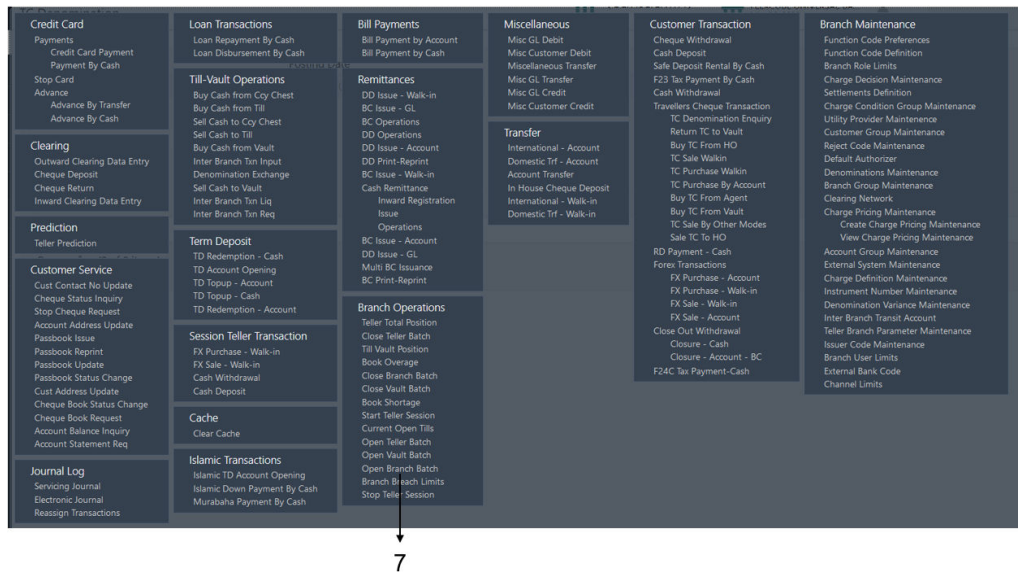 Credit Card
Payments
Credit Card Payment
Payment By Cash
Stop Card
Advance
Advance By Transfer
Advance By Cash
Clearing
Outward Clearing Data Entry
Cheque Deposit
Cheque Return
Inward Clearing Data Entry
Prediction
Teller Prediction
Customer Service
Cust Contact No Update
Cheque Status Inquiry
Stop Cheque Request
Account Address Update
Passbook Issue
Passbook Reprint
Passbook Update
Passbook Status Change
Cust Address Update
Cheque Book Status Change
Cheque Book Request
Account Balance Inquiry
Account Statement Req
Journal Log
Servicing Journal
Electronic Journal
Reassign Transactions
Loan Transactions
Loan Repayment By Cash
Loan Disbursement By Cash
Till-Vault Operations
Buy Cash from Ccy Chest
Buy Cash from Till
Sell Cash to Ccy Chest
Sell Cash to Till
Buy Cash from Vault
Inter Branch Txn Input
Denomination Exchange
Sell Cash to Vault
Inter Branch Txn Liq
Inter Branch Txn Req
Term Deposit
TD Redemption - Cash
TD Account Opening
TD Topup - Account
TD Topup - Cash
TD Redemption - Account
Session Teller Transaction
FX Purchase - Walk-in
FX Sale - Walk-in
Cash Withdrawal
Cash Deposit
Cache
Clear Cache
Islamic Transactions
Islamic TD Account Opening
Islamic Down Payment By Cash
Murabaha Payment By Cash
Bill Payments
Bill Payment by Account
Bill Payment by Cash
Remittances
DD Issue - Walk-in
BC Issue - GL
BC Operations
DD Operations
DD Issue - Account
DD Print-Reprint
BC Issue - Walk-in
Cash Remittance
Inward Registration
Issue
Operations
BC Issue - Account
DD Issue - GL
Multi BC Issuance
BC Print-Reprint
Branch Operations
Teller Total Position
Close Teller Batch
Till Vault Position
Book Overage
Close Branch Batch
Close Vault Batch
Book Shortage
Start Teller Session
Current Open Tills
Open Teller Batch
Open Vault Batch
Open Branch Batch
Branch Breach Limits
Stop Teller Session
Miscellaneous
Misc GL Debit
Misc Customer Debit
Miscellaneous Transfer
Misc GL Transfer
Misc GL Credit
Misc Customer Credit
Transfer
International - Account
Domestic Trf - Account
Account Transfer
In House Cheque Deposit
International - Walk-in
Domestic Trf - Walk-in
Customer Transaction
Cheque Withdrawal
Cash Deposit
Safe Deposit Rental By Cash
F23 Tax Payment By Cash
Cash Withdrawal
Travellers Cheque Transaction
TC Denomination Enquiry
Return TC to Vault
Buy TC From HO
TC Sale Walkin
TC Purchase Walkin
TC Purchase By Account
Buy TC From Agent
Buy TC From Vault
TC Sale By Other Modes
Sale TC To HO
RD Payment - Cash
Forex Transactions
FX Purchase - Account
FX Purchase - Walk-in
FX Sale - Walk-in
FX Sale - Account
Close Out Withdrawal
Closure - Cash
Closure - Account - BC
F24C Tax Payment-Cash
Branch Maintenance
Function Code Preferences
Function Code Definition
Branch Role Limits
Charge Decision Maintenance
Settlements Definition
Charge Condition Group Maintenance
Utility Provider Maintenance
Customer Group Maintenance
Reject Code Maintenance
Default Authorizer
Denominations Maintenance
Branch Group Maintenance
Clearing Network
Charge Pricing Maintenance
Create Charge Pricing Maintenance
View Charge Pricing Maintenance
Account Group Maintenance
External System Maintenance
Charge Definition Maintenance
Instrument Number Maintenance
Denomination Variance Maintenance
Inter Branch Transit Account
Teller Branch Parameter Maintenance
Issuer Code Maintenance
Branch User Limits
External Bank Code
Channel Limits
7